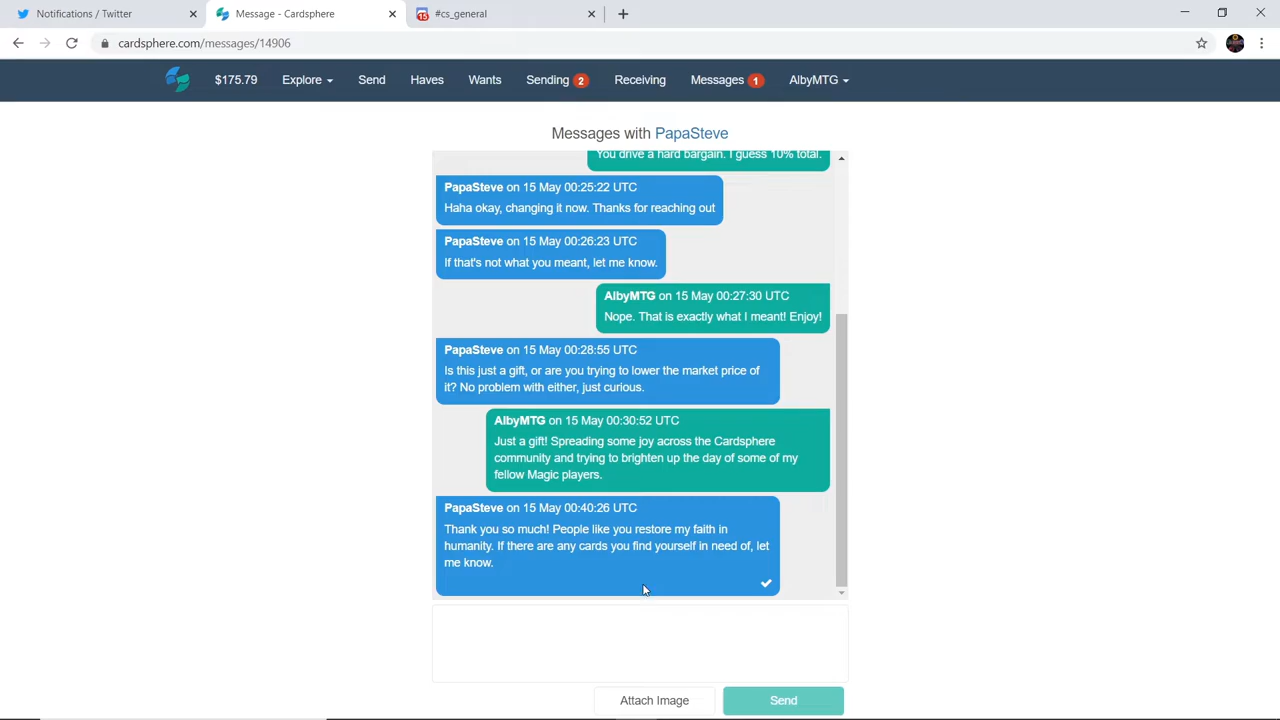 Notifications / Twitter
Message - Cardsphere
15
#cs_general
cardsphere.com/messages/14906
$175.79
Explore
Send
Haves
Wants
Sending 2
Receiving
Messages 1
AlbyMTG
Messages with PapaSteve
You drive a hard bargain. I guess 10% total.
PapaSteve on 15 May 00:25:22 UTC
Haha okay, changing it now. Thanks for reaching out
PapaSteve on 15 May 00:26:23 UTC
If that's not what you meant, let me know.
AlbyMTG on 15 May 00:27:30 UTC
Nope. That is exactly what I meant! Enjoy!
PapaSteve on 15 May 00:28:55 UTC
Is this just a gift, or are you trying to lower the market price of
it? No problem with either, just curious.
AlbyMTG on 15 May 00:30:52 UTC
Just a gift! Spreading some joy across the Cardsphere
community and trying to brighten up the day of some of my
fellow Magic players.
PapaSteve on 15 May 00:40:26 UTC
Thank you so much! People like you restore my faith in
humanity. If there are any cards you find yourself in need of, let
me know.
Attach Image
Send